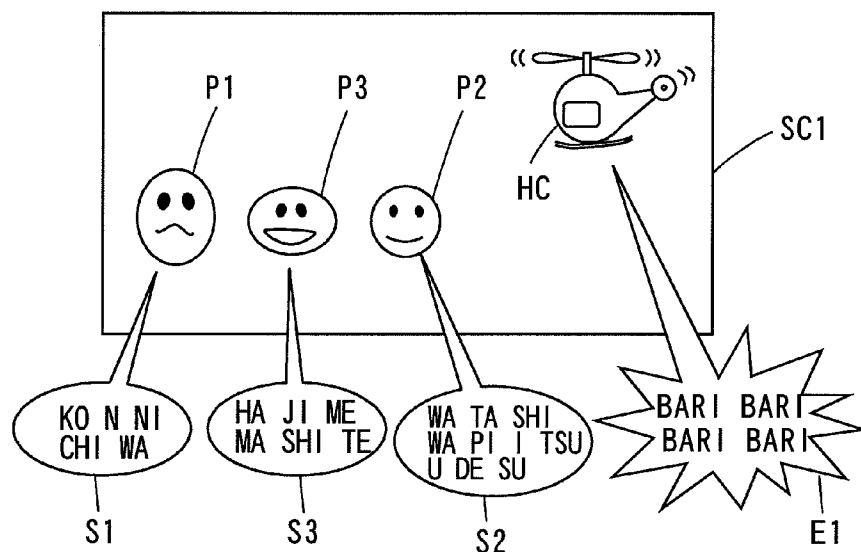 P1
P3
P2
SC1
HC
KO N NI
CHI WA
HA JI ME
MA SHI TE
WA TA SHI
WA PI I TSU
U DE SU
BARI BARI
BARI BARI
S1
S3
S2
E1